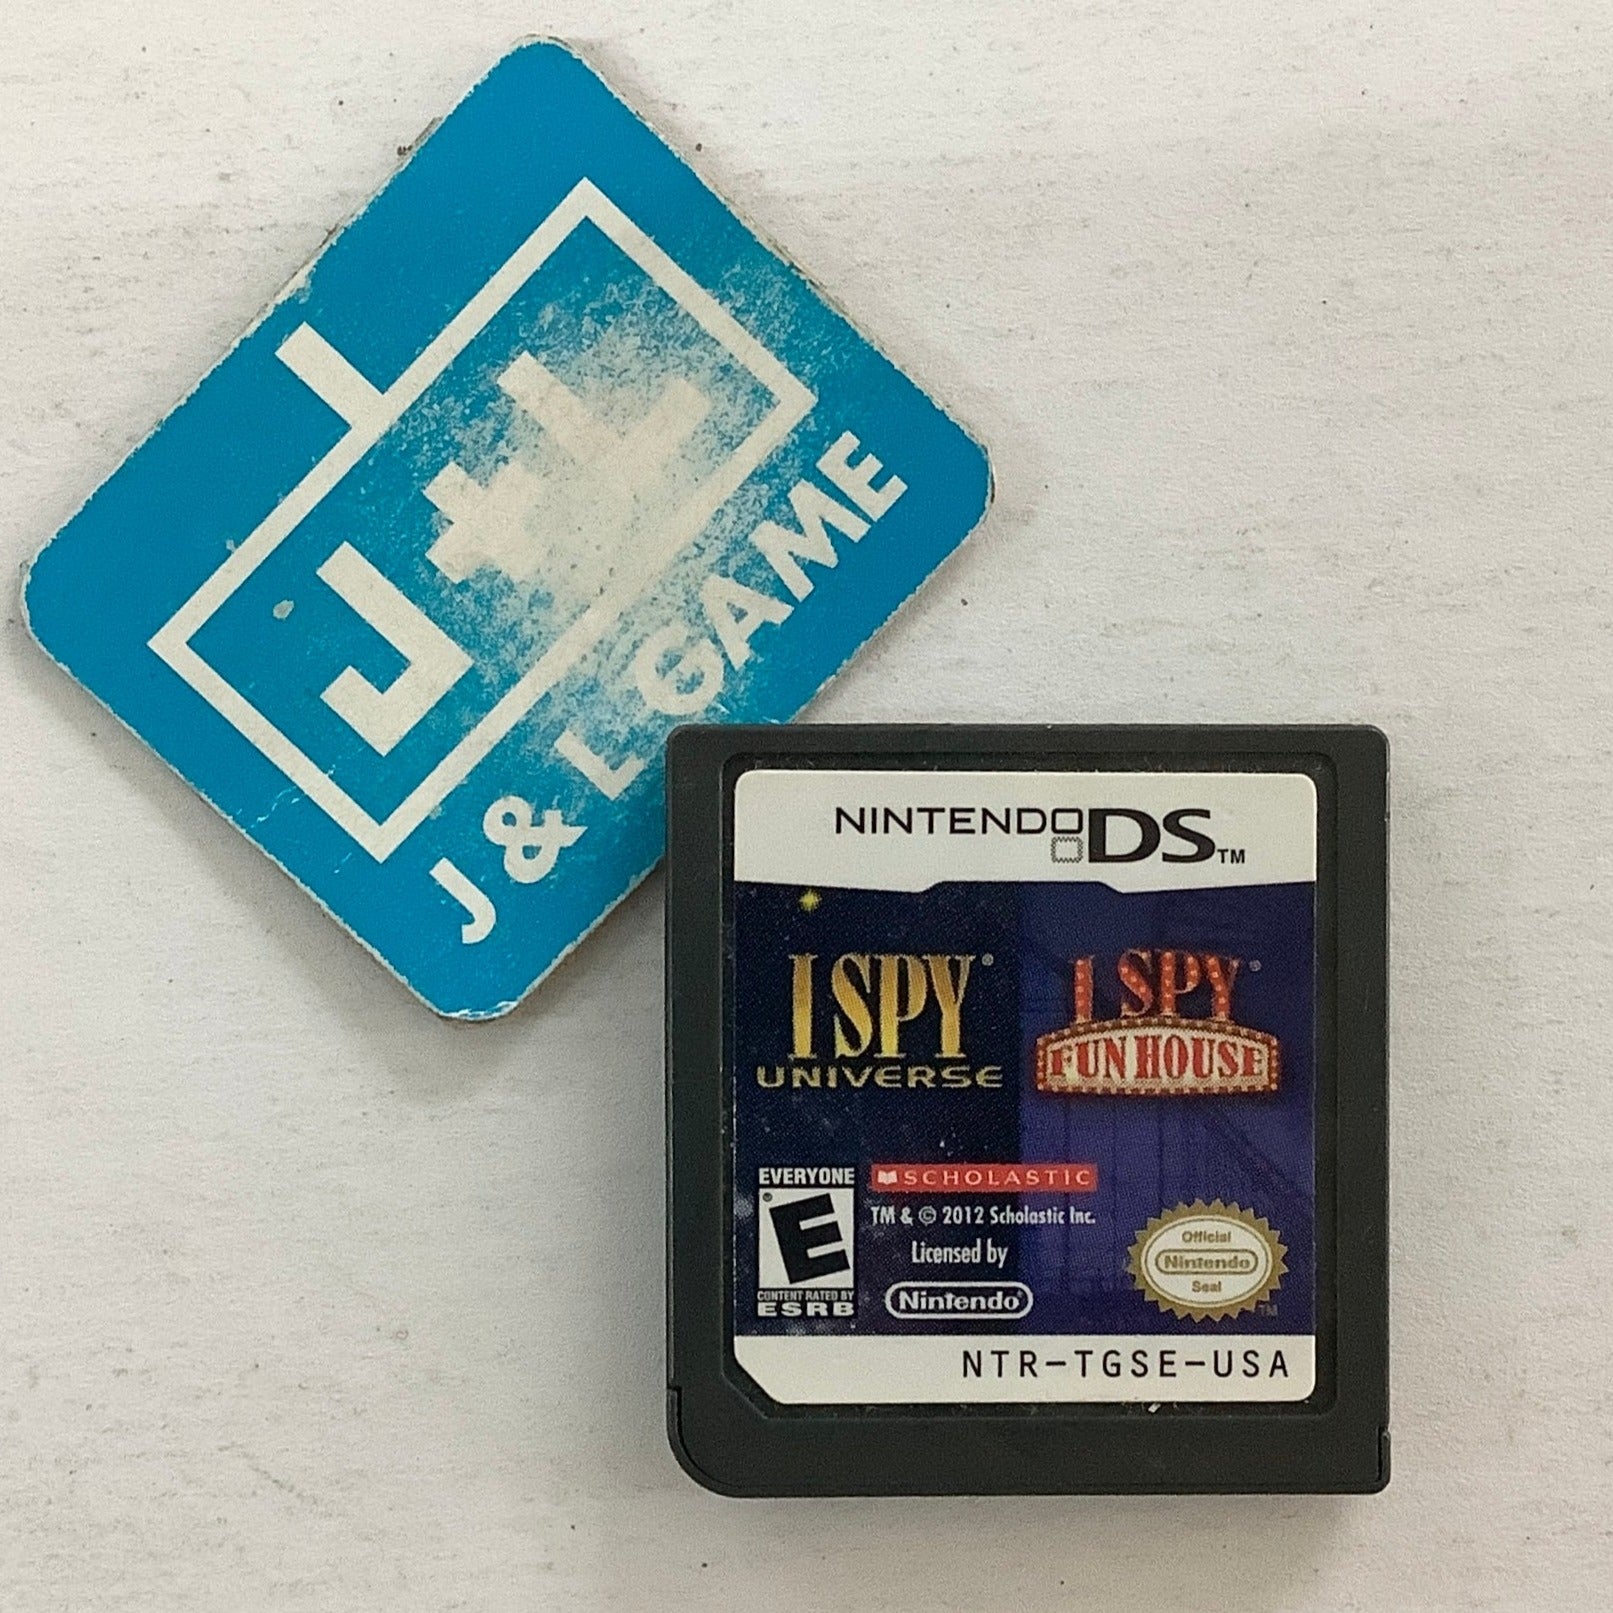 J+L
J & L GAME
NINTENDO DS™
I SPY®
UNIVERSE
I SPY®
FUN HOUSE
EVERYONE
E
®
CONTENT RATED BY
ESRB
SCHOLASTIC
TM & © 2012 Scholastic Inc.
Licensed by
Nintendo®
Official
Nintendo
Seal
TM
NTR-TGSE-USA